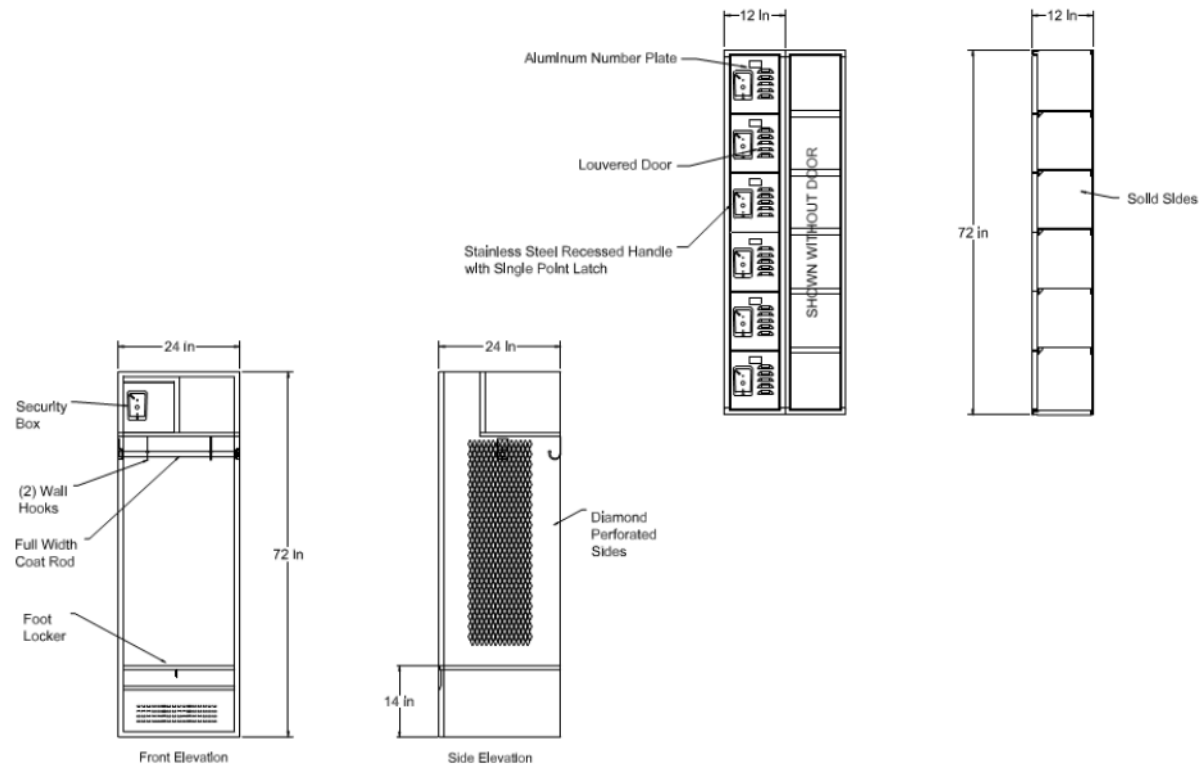 12 In
12 In
Aluminum Number Plate
Louvered Door
Stainless Steel Recessed Handle
with Single Point Latch
SHOWN WITHOUT DOOR
72 in
Solid Sides
24 in
24 In
Security
Box
(2) Wall
Hooks
Full Width
Coat Rod
72 In
Foot
Locker
Diamond
Perforated
Sides
14 In
Front Elevation
Side Elevation